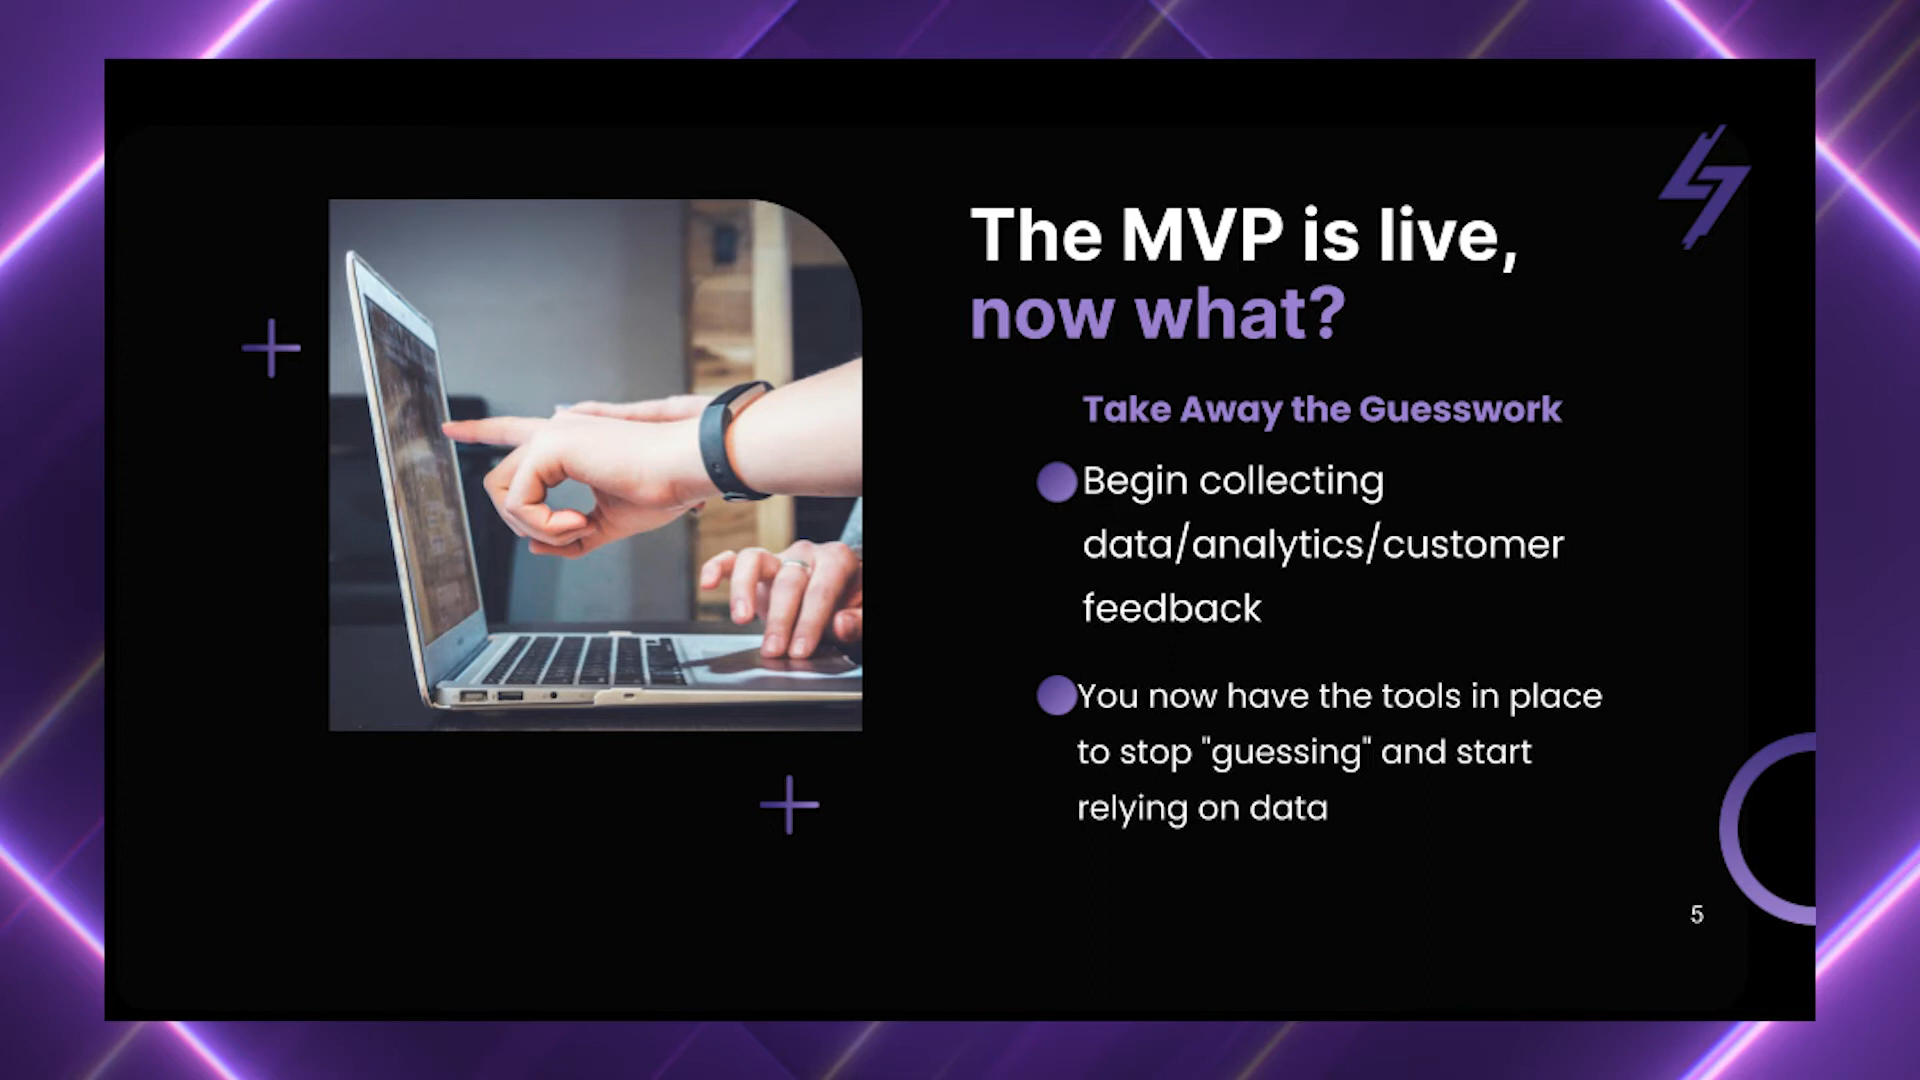 The MVP is live,
now what?
Take Away the Guesswork
Begin collecting
data/analytics/customer
feedback
You now have the tools in place
to stop "guessing" and start
relying on data
5